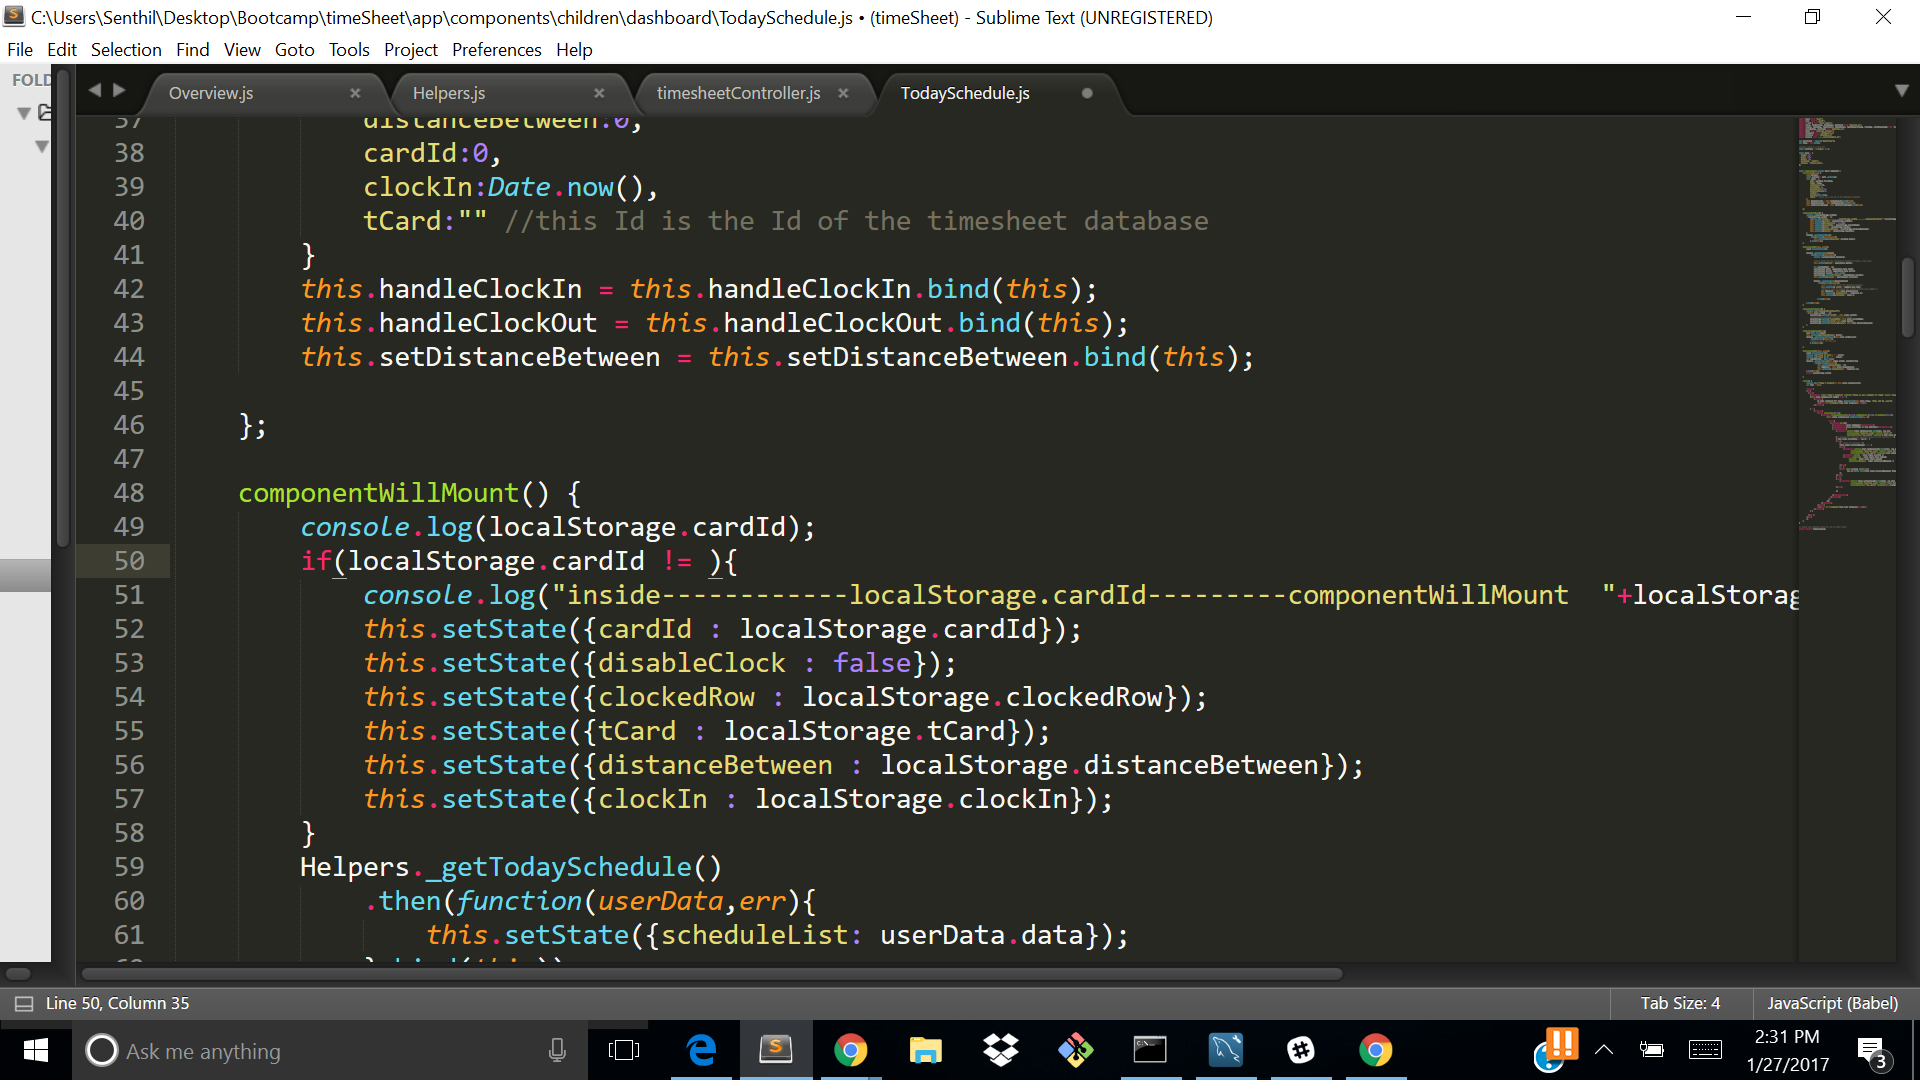 C:\Users\Senthil\Desktop\Bootcamp\timeSheet\app\components\children\dashboard\TodaySchedule.js • (timeSheet) - Sublime Text (UNREGISTERED)
File Edit Selection Find View Goto Tools Project Preferences Help
FOLD
Overview.js Helpers.js timesheetController.js TodaySchedule.js
37 distanceBetween:0,
38 cardId:0,
39 clockIn:Date.now(),
40 tCard:"" //this Id is the Id of the timesheet database
41 }
42 this.handleClockIn = this.handleClockIn.bind(this);
43 this.handleClockOut = this.handleClockOut.bind(this);
44 this.setDistanceBetween = this.setDistanceBetween.bind(this);
45
46 };
47
48 componentWillMount() {
49 console.log(localStorage.cardId);
50 if(localStorage.cardId != ){
51 console.log("inside------------localStorage.cardId---------componentWillMount  "+localStorag
52 this.setState({cardId : localStorage.cardId});
53 this.setState({disableClock : false});
54 this.setState({clockedRow : localStorage.clockedRow});
55 this.setState({tCard : localStorage.tCard});
56 this.setState({distanceBetween : localStorage.distanceBetween});
57 this.setState({clockIn : localStorage.clockIn});
58 }
59 Helpers._getTodaySchedule()
60 .then(function(userData,err){
61 this.setState({scheduleList: userData.data});
Line 50, Column 35 Tab Size: 4 JavaScript (Babel)
Ask me anything
2:31 PM
1/27/2017
3